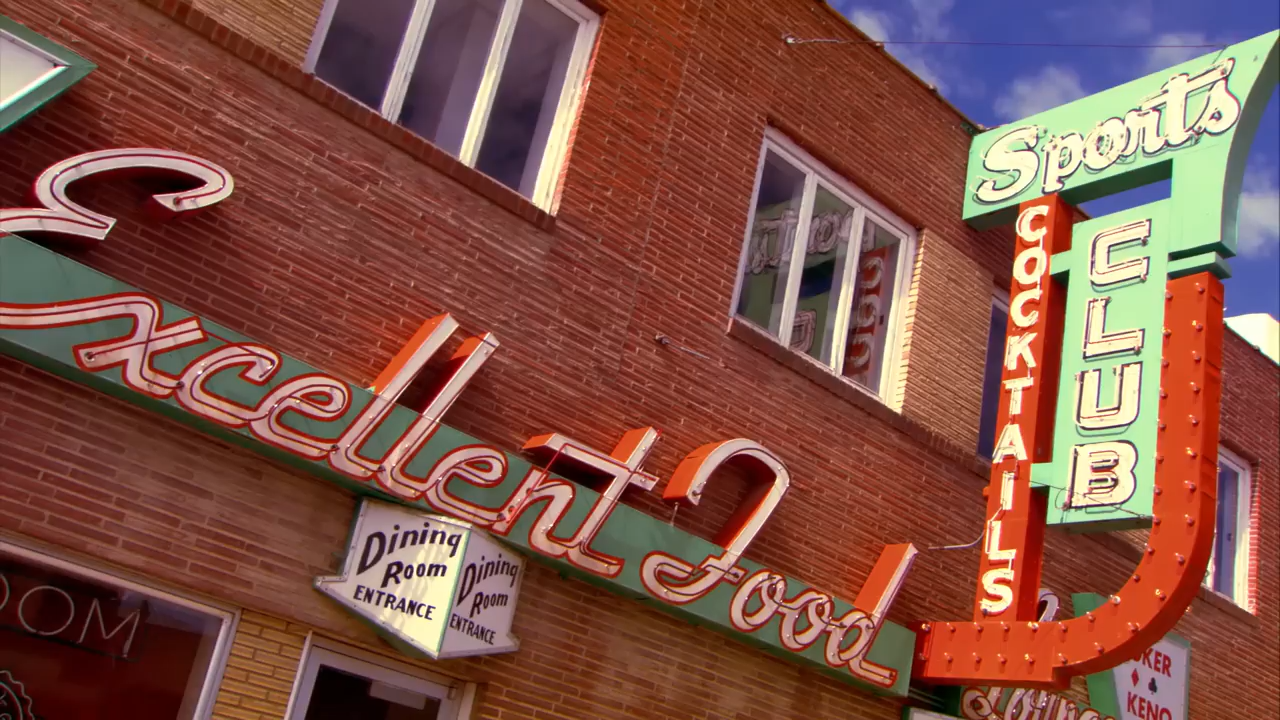 Sports
CLUB
COCKTAILS
Excellent Food
Dining
Room
ENTRANCE
Dining
Room
ENTRANCE
KENO